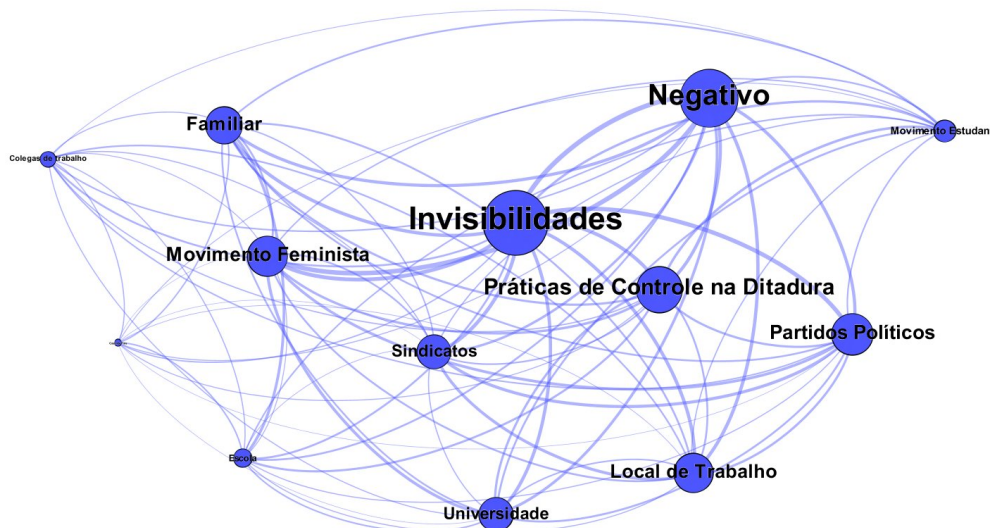 Negativo
Familiar
Movimento Estudan
Colegas de trabalho
Invisibilidades
Movimento Feminista
Práticas de Controle na Ditadura
Partidos Políticos
Sindicatos
Escola
Local de Trabalho
Universidade